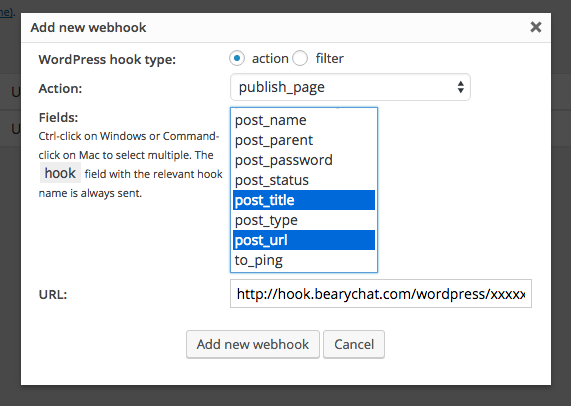 ne).
Add new webhook
WordPress hook type: action filter
Action: publish_page
Fields:
Ctrl-click on Windows or Command-
click on Mac to select multiple. The
hook field with the relevant hook
name is always sent.
post_name
post_parent
post_password
post_status
post_title
post_type
post_url
to_ping
URL: http://hook.bearychat.com/wordpress/xxxxx
Add new webhook Cancel